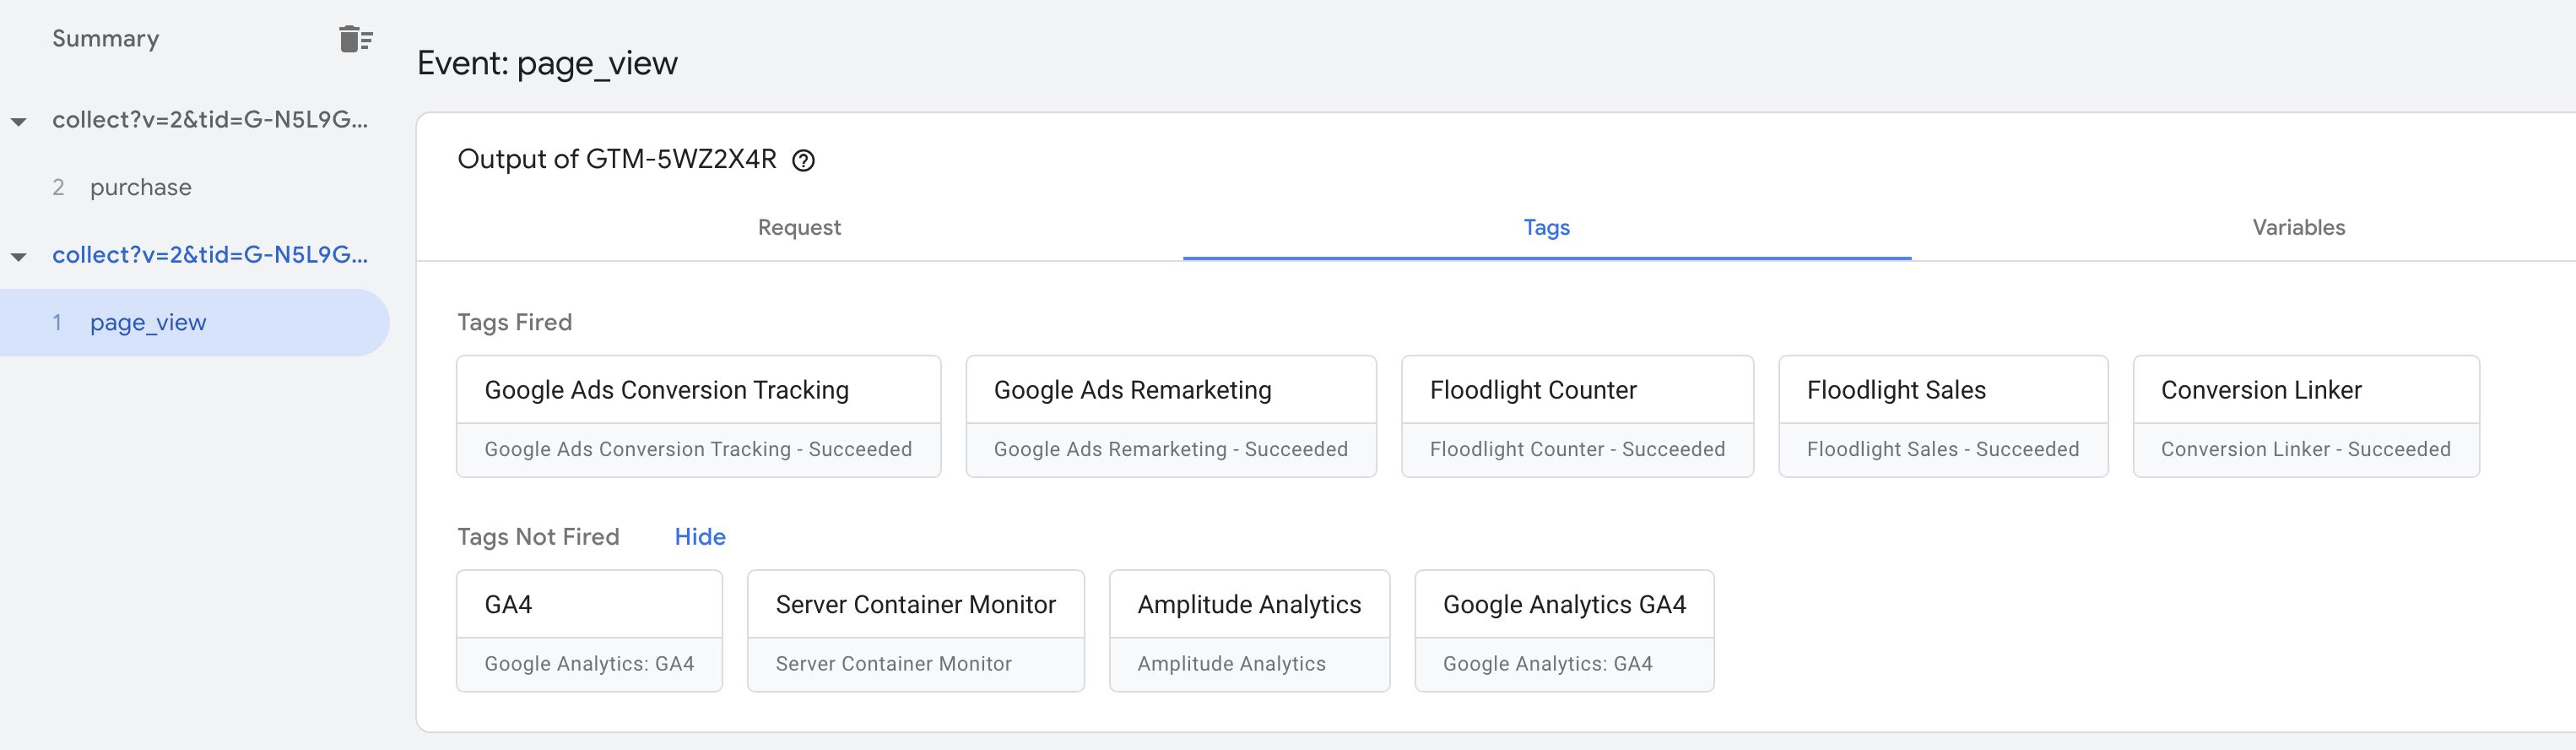 Summary
collect?v=2&tid=G-N5L9G...
2 purchase
collect?v=2&tid=G-N5L9G...
1 page_view
Event: page_view
Output of GTM-5WZ2X4R
Request Tags Variables
Tags Fired
Google Ads Conversion Tracking
Google Ads Conversion Tracking - Succeeded
Google Ads Remarketing
Google Ads Remarketing - Succeeded
Floodlight Counter
Floodlight Counter - Succeeded
Floodlight Sales
Floodlight Sales - Succeeded
Conversion Linker
Conversion Linker - Succeeded
Tags Not Fired Hide
GA4
Google Analytics: GA4
Server Container Monitor
Server Container Monitor
Amplitude Analytics
Amplitude Analytics
Google Analytics GA4
Google Analytics: GA4